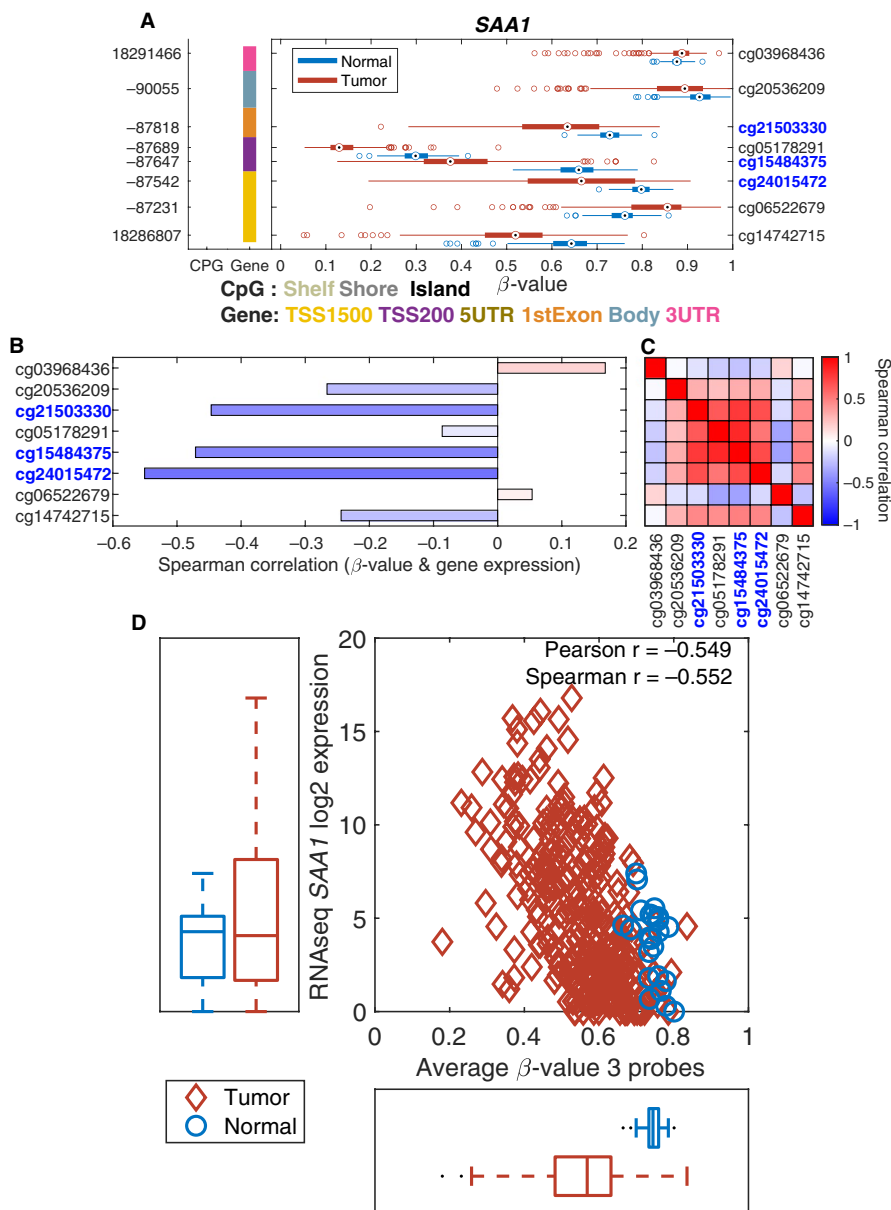 A
SAA1
18291466
−90055
−87818
−87689
−87647
−87542
−87231
18286807
Normal
Tumor
cg03968436
cg20536209
cg21503330
cg05178291
cg15484375
cg24015472
cg06522679
cg14742715
CPG Gene 0 0.1 0.2 0.3 0.4 0.5 0.6 0.7 0.8 0.9 1
β-value
CpG : Shelf Shore Island
Gene: TSS1500 TSS200 5UTR 1stExon Body 3UTR
B
cg03968436
cg20536209
cg21503330
cg05178291
cg15484375
cg24015472
cg06522679
cg14742715
−0.6 −0.5 −0.4 −0.3 −0.2 −0.1 0 0.1 0.2
Spearman correlation (β-value & gene expression)
C
1
0.5
0
−0.5
−1
Spearman correlation
cg03968436
cg20536209
cg21503330
cg05178291
cg15484375
cg24015472
cg06522679
cg14742715
D
Pearson r = −0.549
Spearman r = −0.552
RNAseq SAA1 log2 expression
20
15
10
5
0
0 0.2 0.4 0.6 0.8 1
Average β-value 3 probes
Tumor
Normal